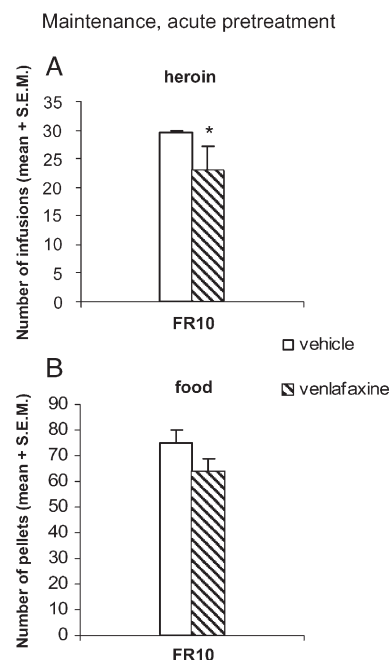 Maintenance, acute pretreatment
A
heroin
Number of infusions (mean + S.E.M.)
35
30
25
20
15
10
5
0
*
FR10
vehicle
venlafaxine
B
food
Number of pellets (mean + S.E.M.)
90
80
70
60
50
40
30
20
10
0
FR10